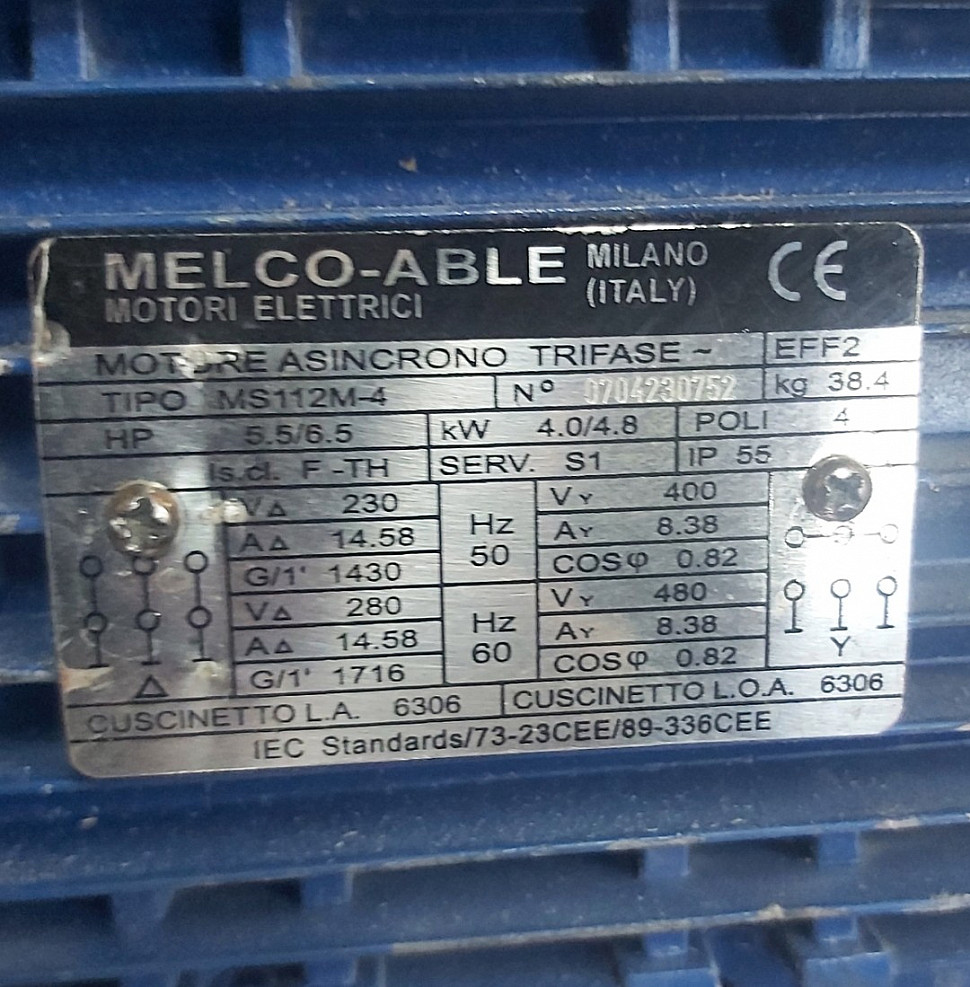 MELCO-ABLE MILANO
MOTORI ELETTRICI (ITALY) CE
MOTORE ASINCRONO TRIFASE ~ EFF2
TIPO MS112M-4 N° 0704230752 kg 38.4
HP 5.5/6.5 kW 4.0/4.8 POLI 4
Is.cl. F-TH SERV. S1 IP 55
V△ 230 Hz 50 VY 400
A△ 14.58 AY 8.38
G/1' 1430 COSφ 0.82
V△ 280 Hz 60 VY 480
A△ 14.58 AY 8.38
G/1' 1716 COSφ 0.82
△ Y
CUSCINETTO L.A. 6306 CUSCINETTO L.O.A. 6306
IEC Standards/73-23CEE/89-336CEE